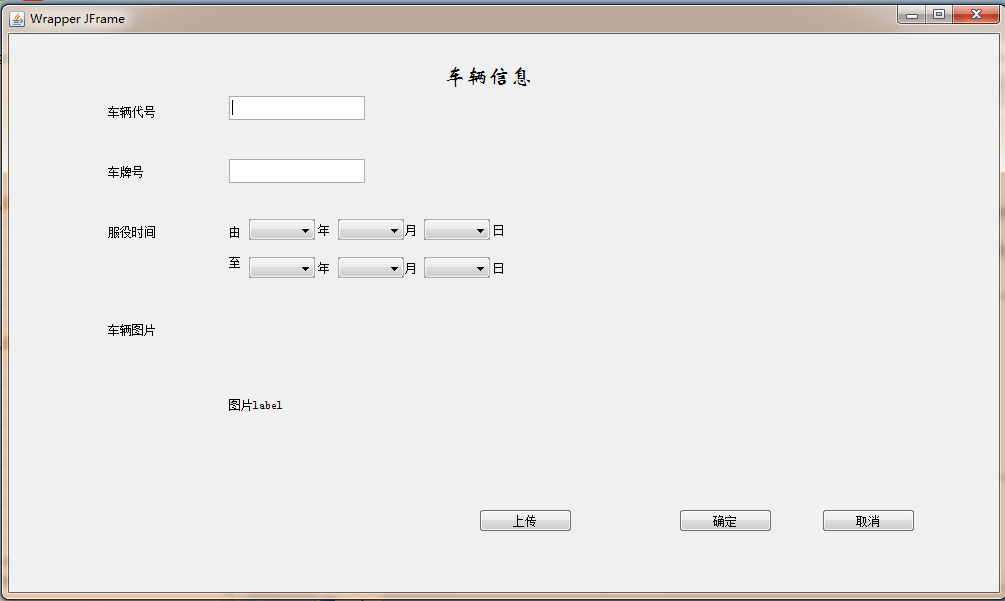 Wrapper JFrame
车辆信息
车辆代号
车牌号
服役时间 由 年 月 日
至 年 月 日
车辆图片
图片label
上传 确定 取消